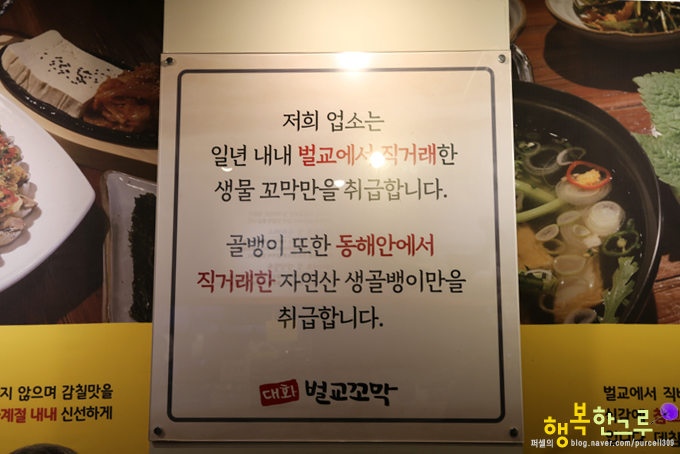 저희 업소는
일년 내내 벌교에서 직거래한
생물 꼬막만을 취급합니다.
골뱅이 또한 동해안에서
직거래한 자연산 생골뱅이만을
취급합니다.
대화 벌교꼬막
지 않으며 감칠맛을
계절 내내 신선하게
벌교에서 직
행복한그루
퍼셀의 blog.naver.com/purcell309